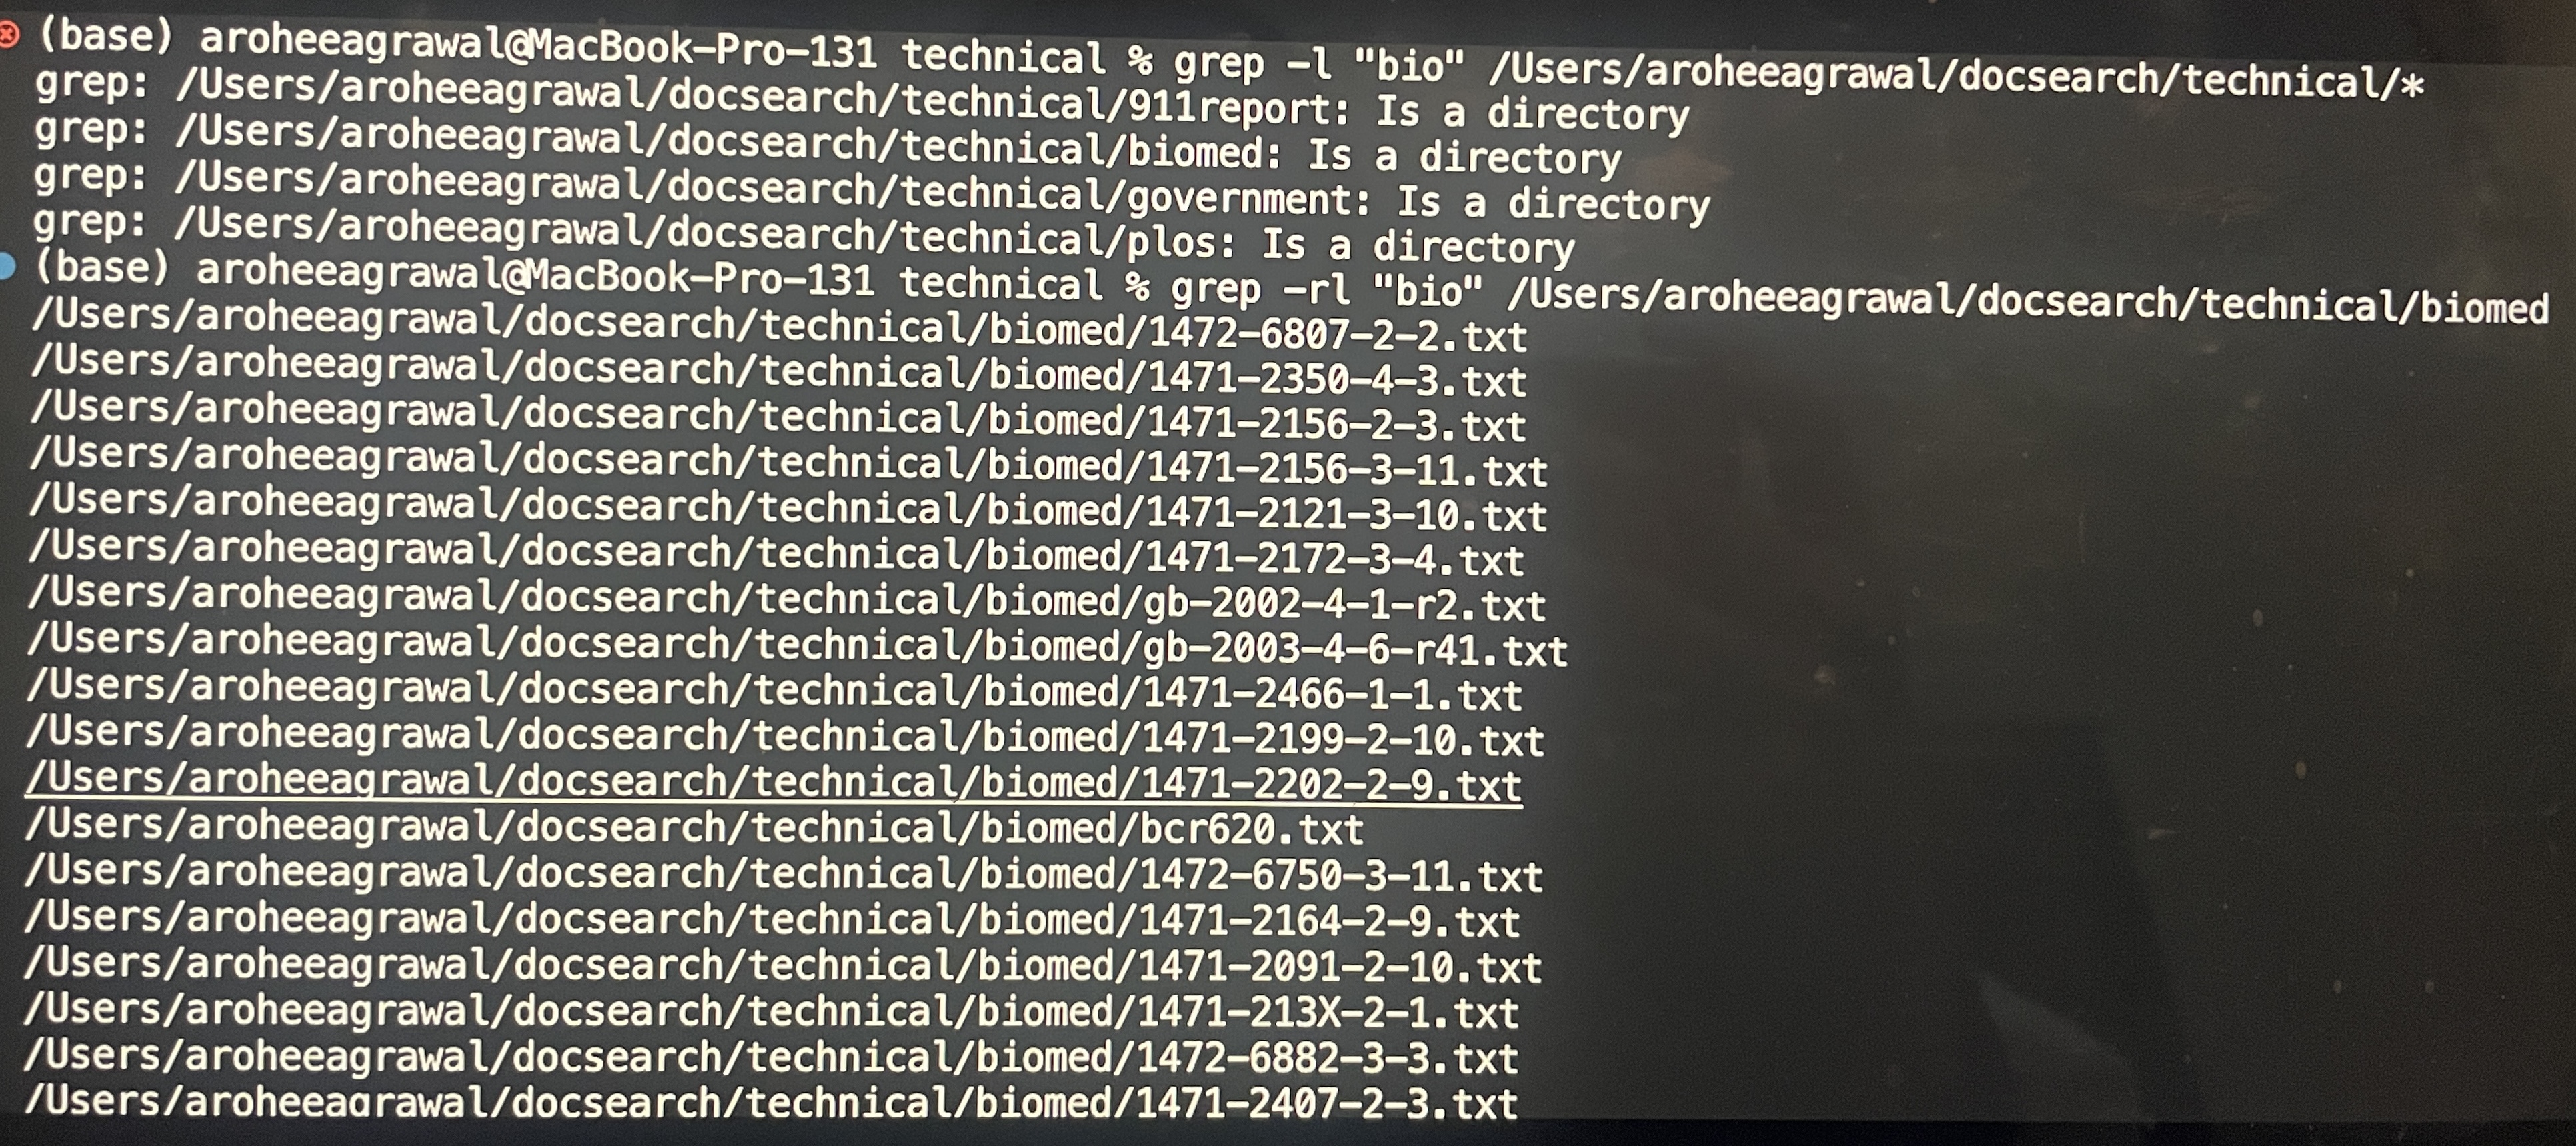 (base) aroheeagrawal@MacBook-Pro-131 technical % grep -l "bio" /Users/aroheeagrawal/docsearch/technical/*
grep: /Users/aroheeagrawal/docsearch/technical/911report: Is a directory
grep: /Users/aroheeagrawal/docsearch/technical/biomed: Is a directory
grep: /Users/aroheeagrawal/docsearch/technical/government: Is a directory
grep: /Users/aroheeagrawal/docsearch/technical/plos: Is a directory
(base) aroheeagrawal@MacBook-Pro-131 technical % grep -rl "bio" /Users/aroheeagrawal/docsearch/technical/biomed
/Users/aroheeagrawal/docsearch/technical/biomed/1472-6807-2-2.txt
/Users/aroheeagrawal/docsearch/technical/biomed/1471-2350-4-3.txt
/Users/aroheeagrawal/docsearch/technical/biomed/1471-2156-2-3.txt
/Users/aroheeagrawal/docsearch/technical/biomed/1471-2156-3-11.txt
/Users/aroheeagrawal/docsearch/technical/biomed/1471-2121-3-10.txt
/Users/aroheeagrawal/docsearch/technical/biomed/1471-2172-3-4.txt
/Users/aroheeagrawal/docsearch/technical/biomed/gb-2002-4-1-r2.txt
/Users/aroheeagrawal/docsearch/technical/biomed/gb-2003-4-6-r41.txt
/Users/aroheeagrawal/docsearch/technical/biomed/1471-2466-1-1.txt
/Users/aroheeagrawal/docsearch/technical/biomed/1471-2199-2-10.txt
/Users/aroheeagrawal/docsearch/technical/biomed/1471-2202-2-9.txt
/Users/aroheeagrawal/docsearch/technical/biomed/bcr620.txt
/Users/aroheeagrawal/docsearch/technical/biomed/1472-6750-3-11.txt
/Users/aroheeagrawal/docsearch/technical/biomed/1471-2164-2-9.txt
/Users/aroheeagrawal/docsearch/technical/biomed/1471-2091-2-10.txt
/Users/aroheeagrawal/docsearch/technical/biomed/1471-213X-2-1.txt
/Users/aroheeagrawal/docsearch/technical/biomed/1472-6882-3-3.txt
/Users/aroheeagrawal/docsearch/technical/biomed/1471-2407-2-3.txt